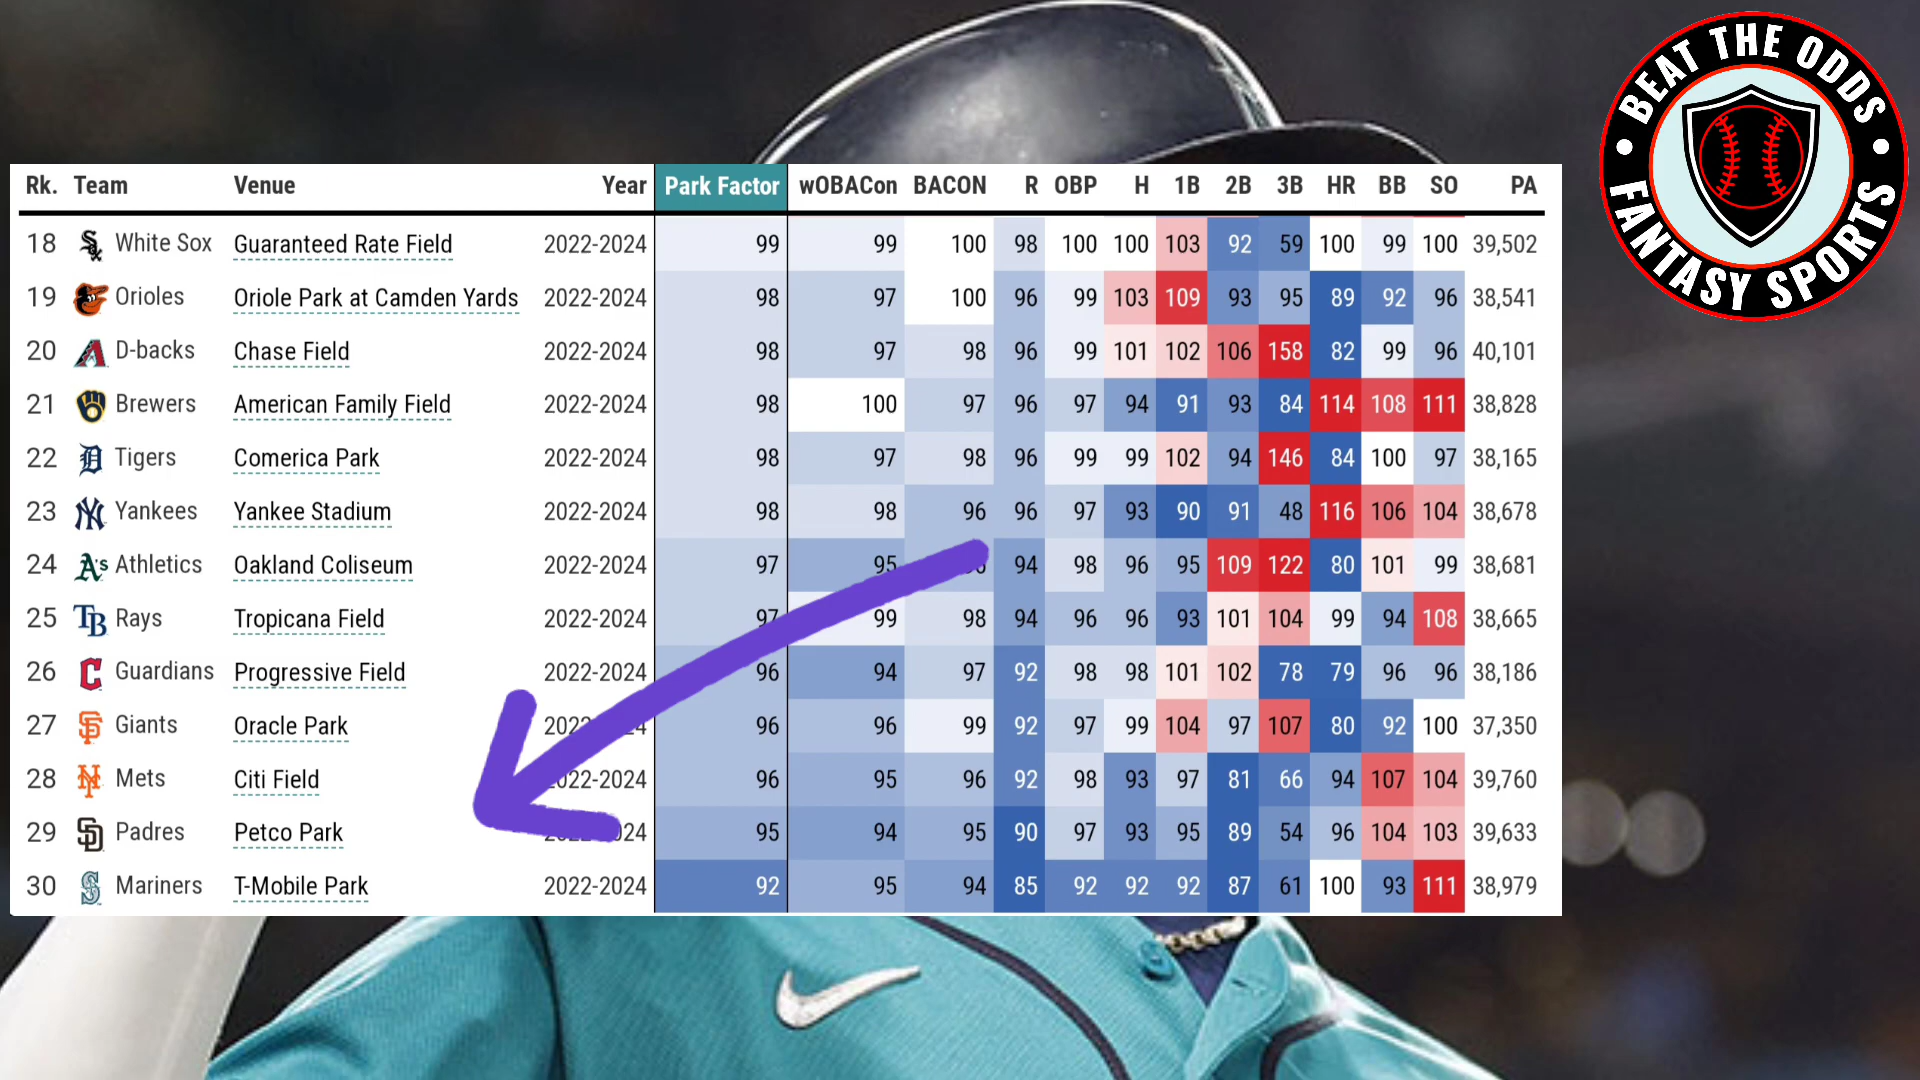 BEAT THE ODDS
FANTASY SPORTS
Rk. Team Venue Year Park Factor wOBACon BACON R OBP H 1B 2B 3B HR BB SO PA
18 White Sox Guaranteed Rate Field 2022-2024 99 99 100 98 100 100 103 92 59 100 99 100 39,502
19 Orioles Oriole Park at Camden Yards 2022-2024 98 97 100 96 99 103 109 93 95 89 92 96 38,541
20 D-backs Chase Field 2022-2024 98 97 98 96 99 101 102 106 158 82 99 96 40,101
21 Brewers American Family Field 2022-2024 98 100 97 96 97 94 91 93 84 114 108 111 38,828
22 Tigers Comerica Park 2022-2024 98 97 98 96 99 99 102 94 146 84 100 97 38,165
23 Yankees Yankee Stadium 2022-2024 98 98 96 96 97 93 90 91 48 116 106 104 38,678
24 Athletics Oakland Coliseum 2022-2024 97 95 94 98 96 95 109 122 80 101 99 38,681
25 Rays Tropicana Field 2022-2024 97 99 98 94 96 96 93 101 104 99 94 108 38,665
26 Guardians Progressive Field 2022-2024 96 94 97 92 98 98 101 102 78 79 96 96 38,186
27 Giants Oracle Park 96 96 99 92 97 99 104 97 107 80 92 100 37,350
28 Mets Citi Field 2022-2024 96 95 96 92 98 93 97 81 66 94 107 104 39,760
29 Padres Petco Park 95 94 95 90 97 93 95 89 54 96 104 103 39,633
30 Mariners T-Mobile Park 2022-2024 92 95 94 85 92 92 92 87 61 100 93 111 38,979